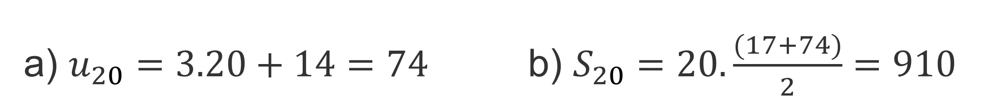 a) u₂₀ = 3.20 + 14 = 74 b) S₂₀ = 20. (17+74)/2 = 910